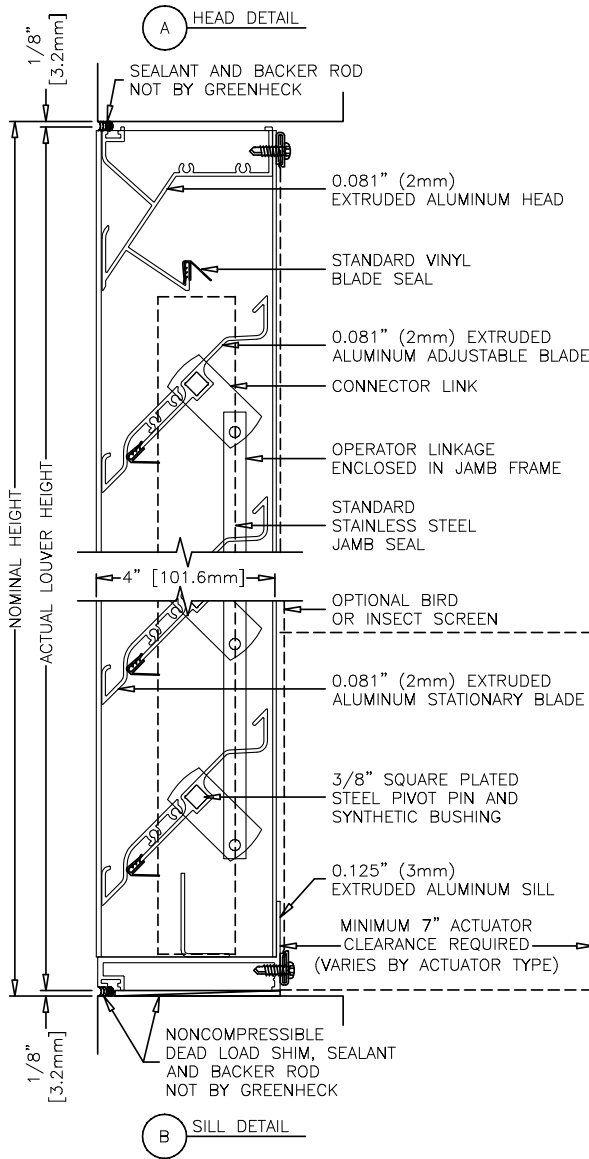 A
HEAD DETAIL
1/8"
[3.2mm]
SEALANT AND BACKER ROD
NOT BY GREENHECK
0.081" (2mm)
EXTRUDED ALUMINUM HEAD
STANDARD VINYL
BLADE SEAL
0.081" (2mm) EXTRUDED
ALUMINUM ADJUSTABLE BLADE
CONNECTOR LINK
OPERATOR LINKAGE
ENCLOSED IN JAMB FRAME
STANDARD
STAINLESS STEEL
JAMB SEAL
NOMINAL HEIGHT
ACTUAL LOUVER HEIGHT
4" [101.6mm]
OPTIONAL BIRD
OR INSECT SCREEN
0.081" (2mm) EXTRUDED
ALUMINUM STATIONARY BLADE
3/8" SQUARE PLATED
STEEL PIVOT PIN AND
SYNTHETIC BUSHING
0.125" (3mm)
EXTRUDED ALUMINUM SILL
MINIMUM 7" ACTUATOR
CLEARANCE REQUIRED
(VARIES BY ACTUATOR TYPE)
1/8"
[3.2mm]
NONCOMPRESSIBLE
DEAD LOAD SHIM, SEALANT
AND BACKER ROD
NOT BY GREENHECK
B
SILL DETAIL